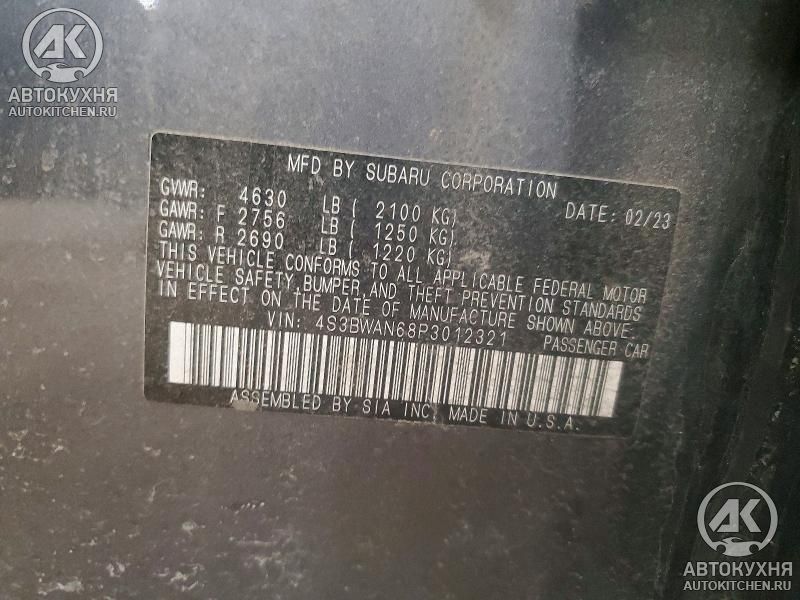 AK
АВТОКУХНЯ
AUTOKITCHEN.RU
MFD BY SUBARU CORPORATION
GVWR: 4630 LB ( 2100 KG) DATE: 02/23
GAWR: F 2756 LB ( 1250 KG)
GAWR: R 2690 LB ( 1220 KG)
THIS VEHICLE CONFORMS TO ALL APPLICABLE FEDERAL MOTOR
VEHICLE SAFETY, BUMPER, AND THEFT PREVENTION STANDARDS
IN EFFECT ON THE DATE OF MANUFACTURE SHOWN ABOVE.
VIN: 4S3BWAN68P3012321 PASSENGER CAR
ASSEMBLED BY SIA INC, MADE IN U.S.A.
AK
АВТОКУХНЯ
AUTOKITCHEN.RU